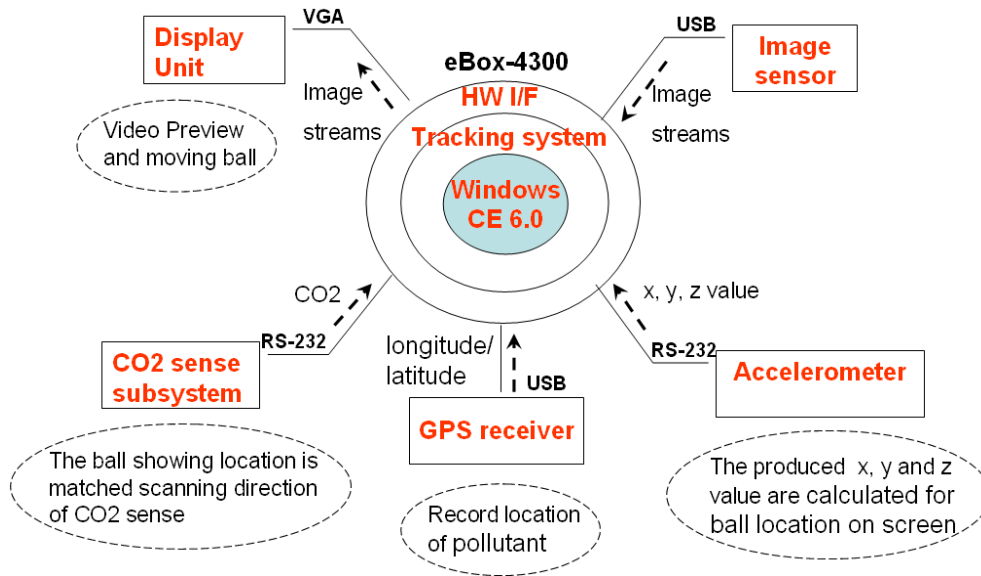 VGA
Display
Unit
Image
streams
Video Preview
and moving ball
eBox-4300
HW I/F
Tracking system
Windows
CE 6.0
USB
Image
sensor
Image
streams
CO2
RS-232
CO2 sense
subsystem
The ball showing location is
matched scanning direction
of CO2 sense
longitude/
latitude
USB
GPS receiver
Record location
of pollutant
x, y, z value
RS-232
Accelerometer
The produced x, y and z
value are calculated for
ball location on screen